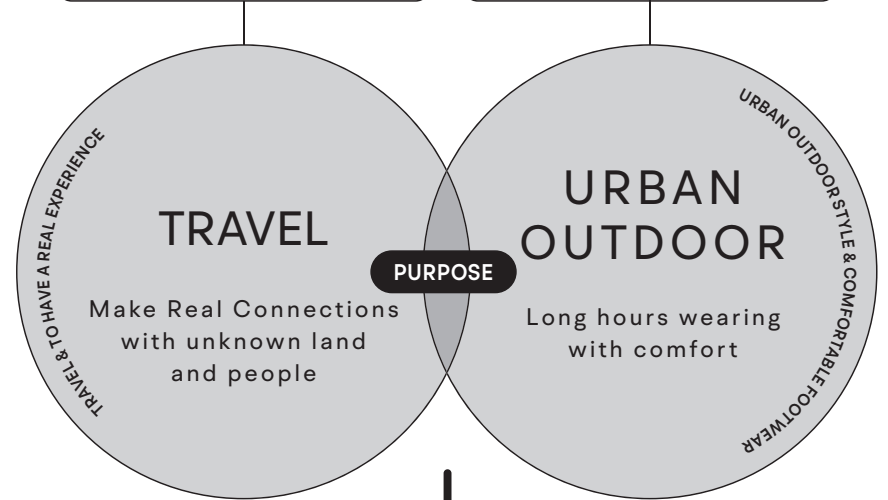 TRAVEL & TO HAVE A REAL EXPERIENCE
TRAVEL
Make Real Connections
with unknown land
and people
PURPOSE
URBAN
OUTDOOR
Long hours wearing
with comfort
URBAN OUTDOOR STYLE & COMFORTABLE FOOTWEAR